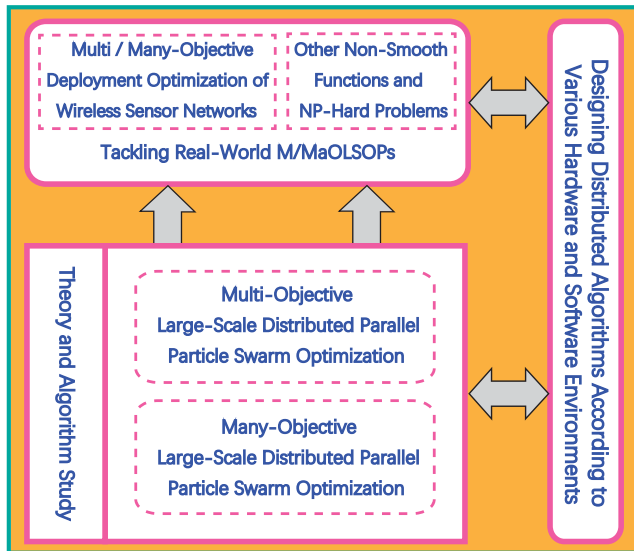 Multi / Many-Objective
Deployment Optimization of
Wireless Sensor Networks
Other Non-Smooth
Functions and
NP-Hard Problems
Tackling Real-World M/MaOLSOPs
Theory and Algorithm Study
Multi-Objective
Large-Scale Distributed Parallel
Particle Swarm Optimization
Many-Objective
Large-Scale Distributed Parallel
Particle Swarm Optimization
Designing Distributed Algorithms According to
Various Hardware and Software Environments